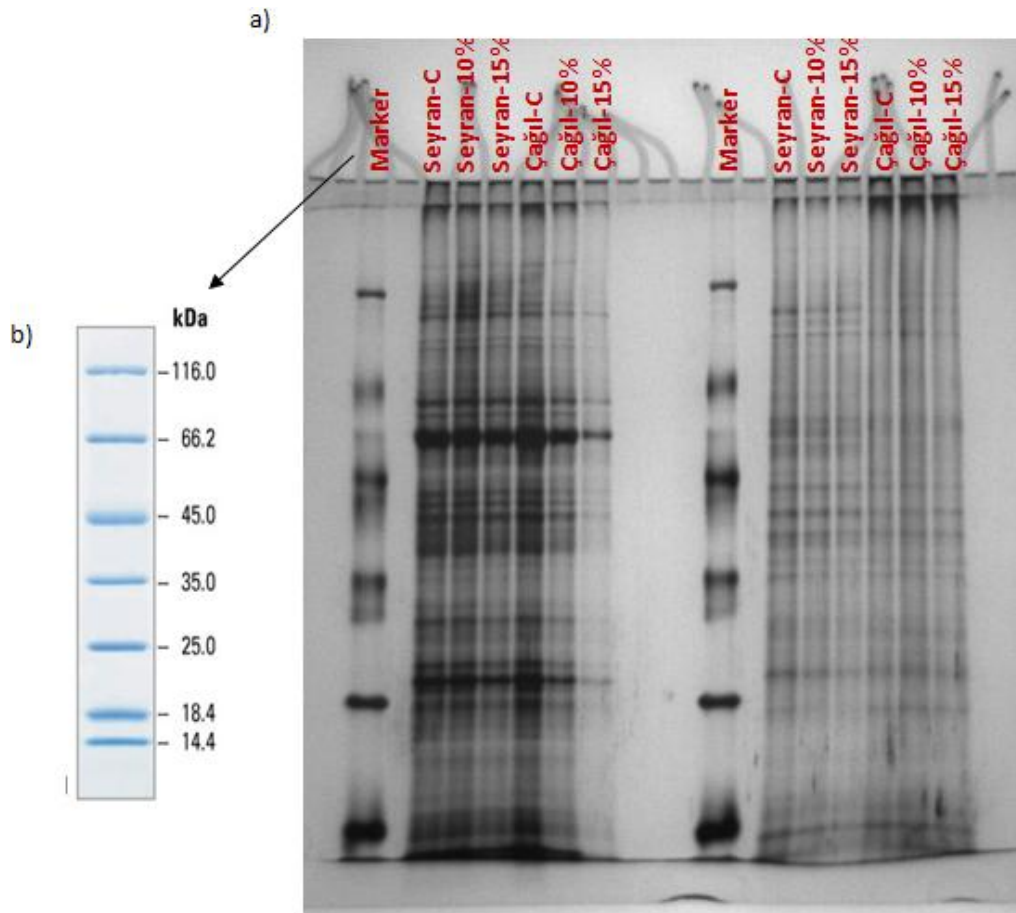 a)
Marker
Seyran-C
Seyran-10%
Seyran-15%
Çağıl-C
Çağıl-10%
Çağıl-15%
Marker
Seyran-C
Seyran-10%
Seyran-15%
Çağıl-C
Çağıl-10%
Çağıl-15%
b)
kDa
116.0
66.2
45.0
35.0
25.0
18.4
14.4